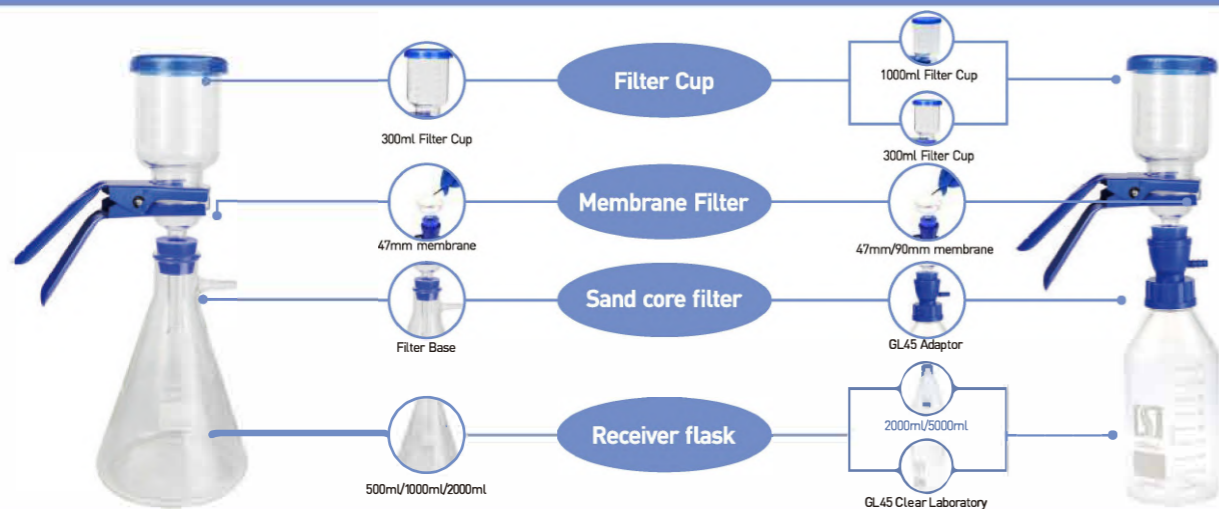 Filter Cup
300ml Filter Cup
1000ml Filter Cup
300ml Filter Cup
Membrane Filter
47mm membrane
47mm/90mm membrane
Sand core filter
Filter Base
GL45 Adaptor
Receiver flask
500ml/1000ml/2000ml
2000ml/5000ml
GL45 Clear Laboratory